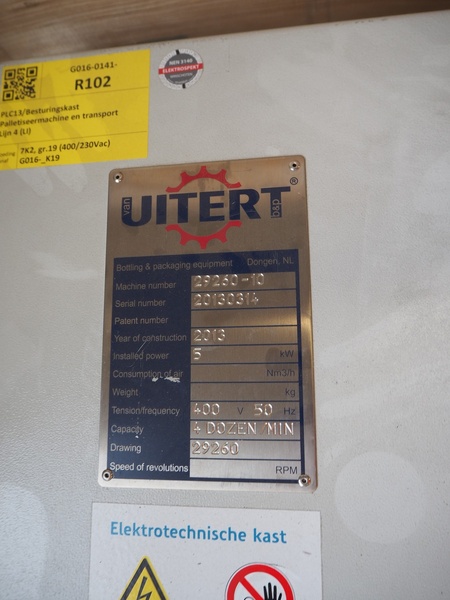 G016-0141-
R102
PLC13/Besturingskast
Palletiseermachine en transport
Lijn 4 (LI)
7K2, gr.19 (400/230Vac)
G016-_K19
NEN 3140
ELEKTROSPEKT
van UITERT b&p ®
Bottling & packaging equipment Dongen, NL
Machine number 29260-10
Serial number 20130314
Patent number
Year of construction 2013
Installed power 5 kW
Consumption of air Nm3/h
Weight kg
Tension/frequency 400 V 50 Hz
Capacity 4 DOZEN/MIN
Drawing 29260
Speed of revolutions RPM
Elektrotechnische kast